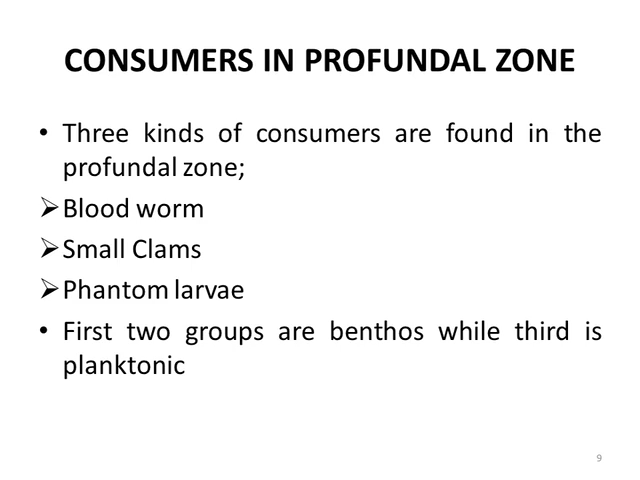 CONSUMERS IN PROFUNDAL ZONE
• Three kinds of consumers are found in the
profundal zone;
➢Blood worm
➢Small Clams
➢Phantom larvae
• First two groups are benthos while third is
planktonic
9